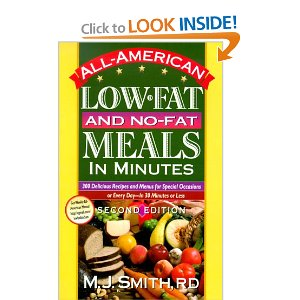 Click to LOOK INSIDE!
ALL-AMERICAN
LOW-FAT
AND NO-FAT
MEALS
IN MINUTES
300 Delicious Recipes and Menus for Special Occasions
or Every Day—in 30 Minutes or Less
SECOND EDITION
M.J. SMITH, RD